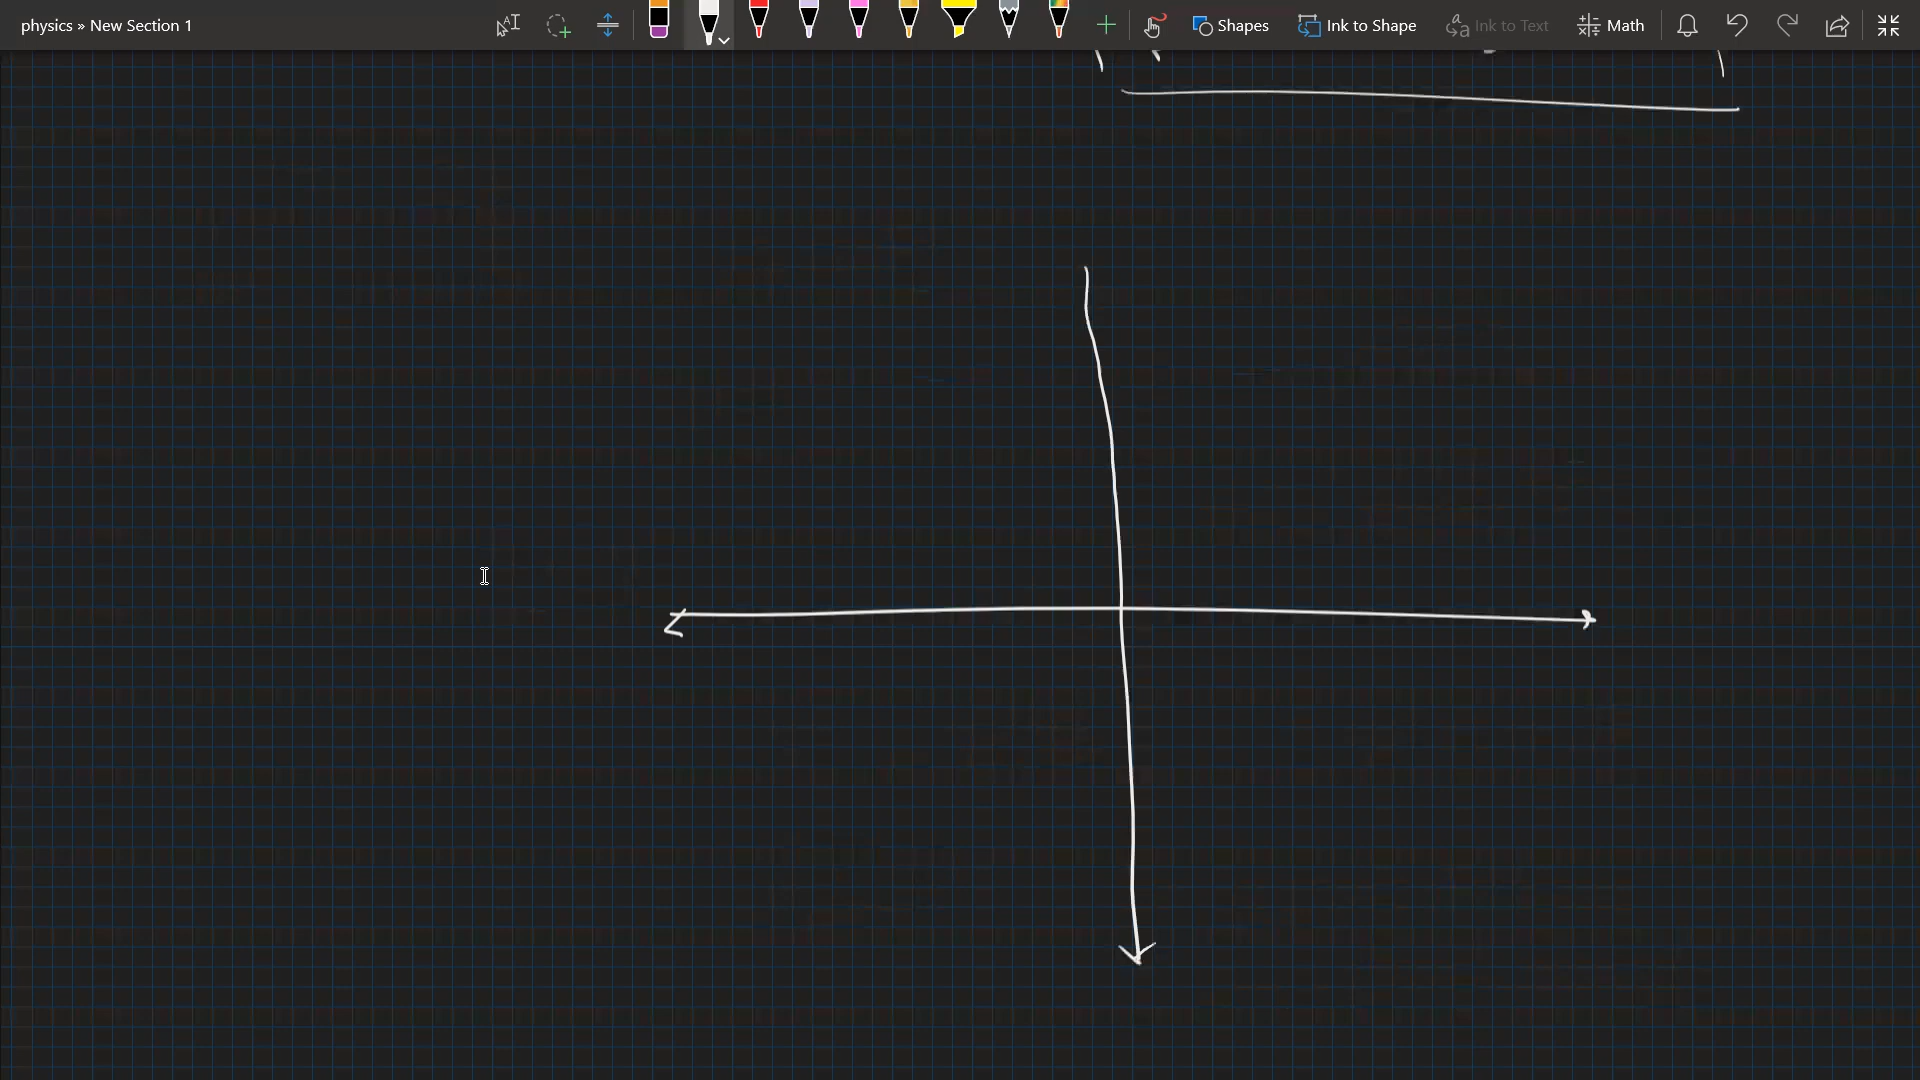 physics » New Section 1
Shapes
Ink to Shape
Ink to Text
Math